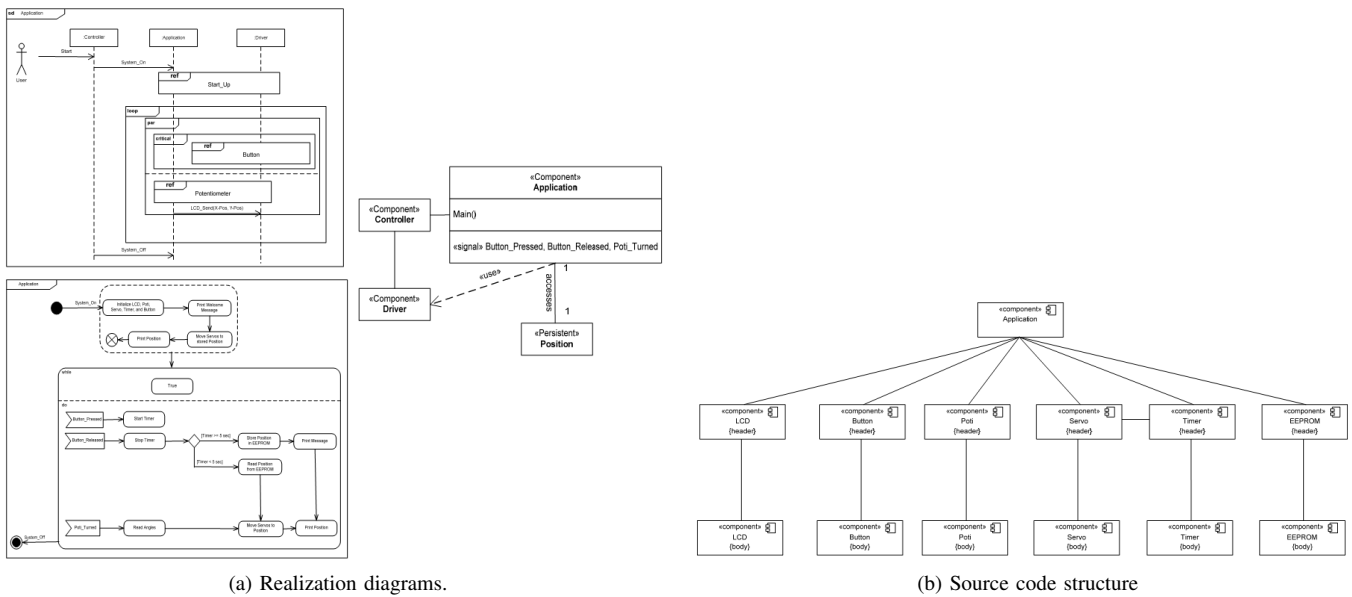 sd Application
Controller
Application
Driver
User
Start
System_On
ref
Start_Up
loop
par
critical
ref
Button
ref
Potentiometer
LCD_Send(X-Pos, Y-Pos)
System_Off
Application
System_On
Initialize LCD, Poti,
Servo, Timer, and Button
Print Welcome
Message
Print Position
Move Servos to
stored Position
while
True
do
Button_Pressed
Start Timer
Button_Released
Stop Timer
[Timer >= 3 sec]
Store Position
in EEPROM
Print Message
[Timer < 3 sec]
Read Position
from EEPROM
Poti_Turned
Read Angles
Move Servos to
Position
Print Position
System_Off
«Component»
Application
Main()
«signal» Button_Pressed, Button_Released, Poti_Turned
«Component»
Controller
«use»
1
accesses
1
«Component»
Driver
«Persistent»
Position
(a) Realization diagrams.
«component»
Application
«component»
LCD
{header}
«component»
Button
{header}
«component»
Poti
{header}
«component»
Servo
{header}
«component»
Timer
{header}
«component»
EEPROM
{header}
«component»
LCD
{body}
«component»
Button
{body}
«component»
Poti
{body}
«component»
Servo
{body}
«component»
Timer
{body}
«component»
EEPROM
{body}
(b) Source code structure